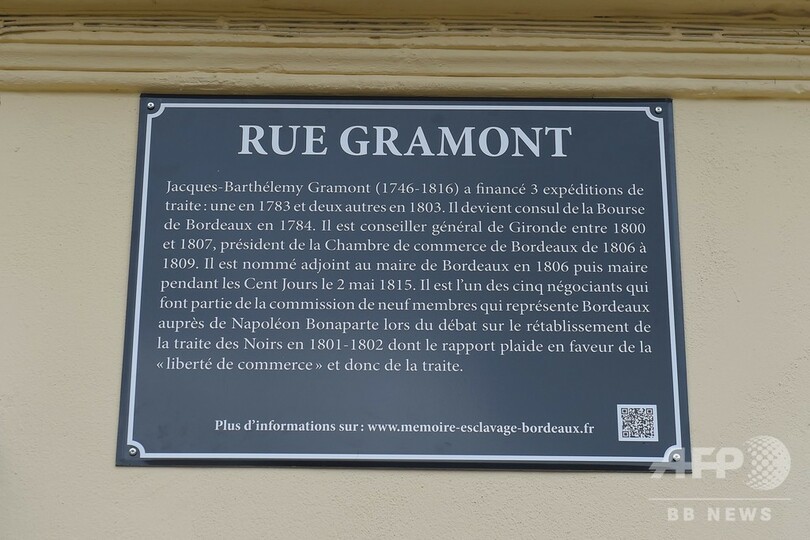 RUE GRAMONT
Jacques-Barthélemy Gramont (1746-1816) a financé 3 expéditions de
traite : une en 1783 et deux autres en 1803. Il devient consul de la Bourse
de Bordeaux en 1784. Il est conseiller général de Gironde entre 1800
et 1807, président de la Chambre de commerce de Bordeaux de 1806 à
1809. Il est nommé adjoint au maire de Bordeaux en 1806 puis maire
pendant les Cent Jours le 2 mai 1815. Il est l'un des cinq négociants qui
font partie de la commission de neuf membres qui représente Bordeaux
auprès de Napoléon Bonaparte lors du débat sur le rétablissement de
la traite des Noirs en 1801-1802 dont le rapport plaide en faveur de la
« liberté de commerce » et donc de la traite.
Plus d'informations sur : www.memoire-esclavage-bordeaux.fr
AFP
BB NEWS